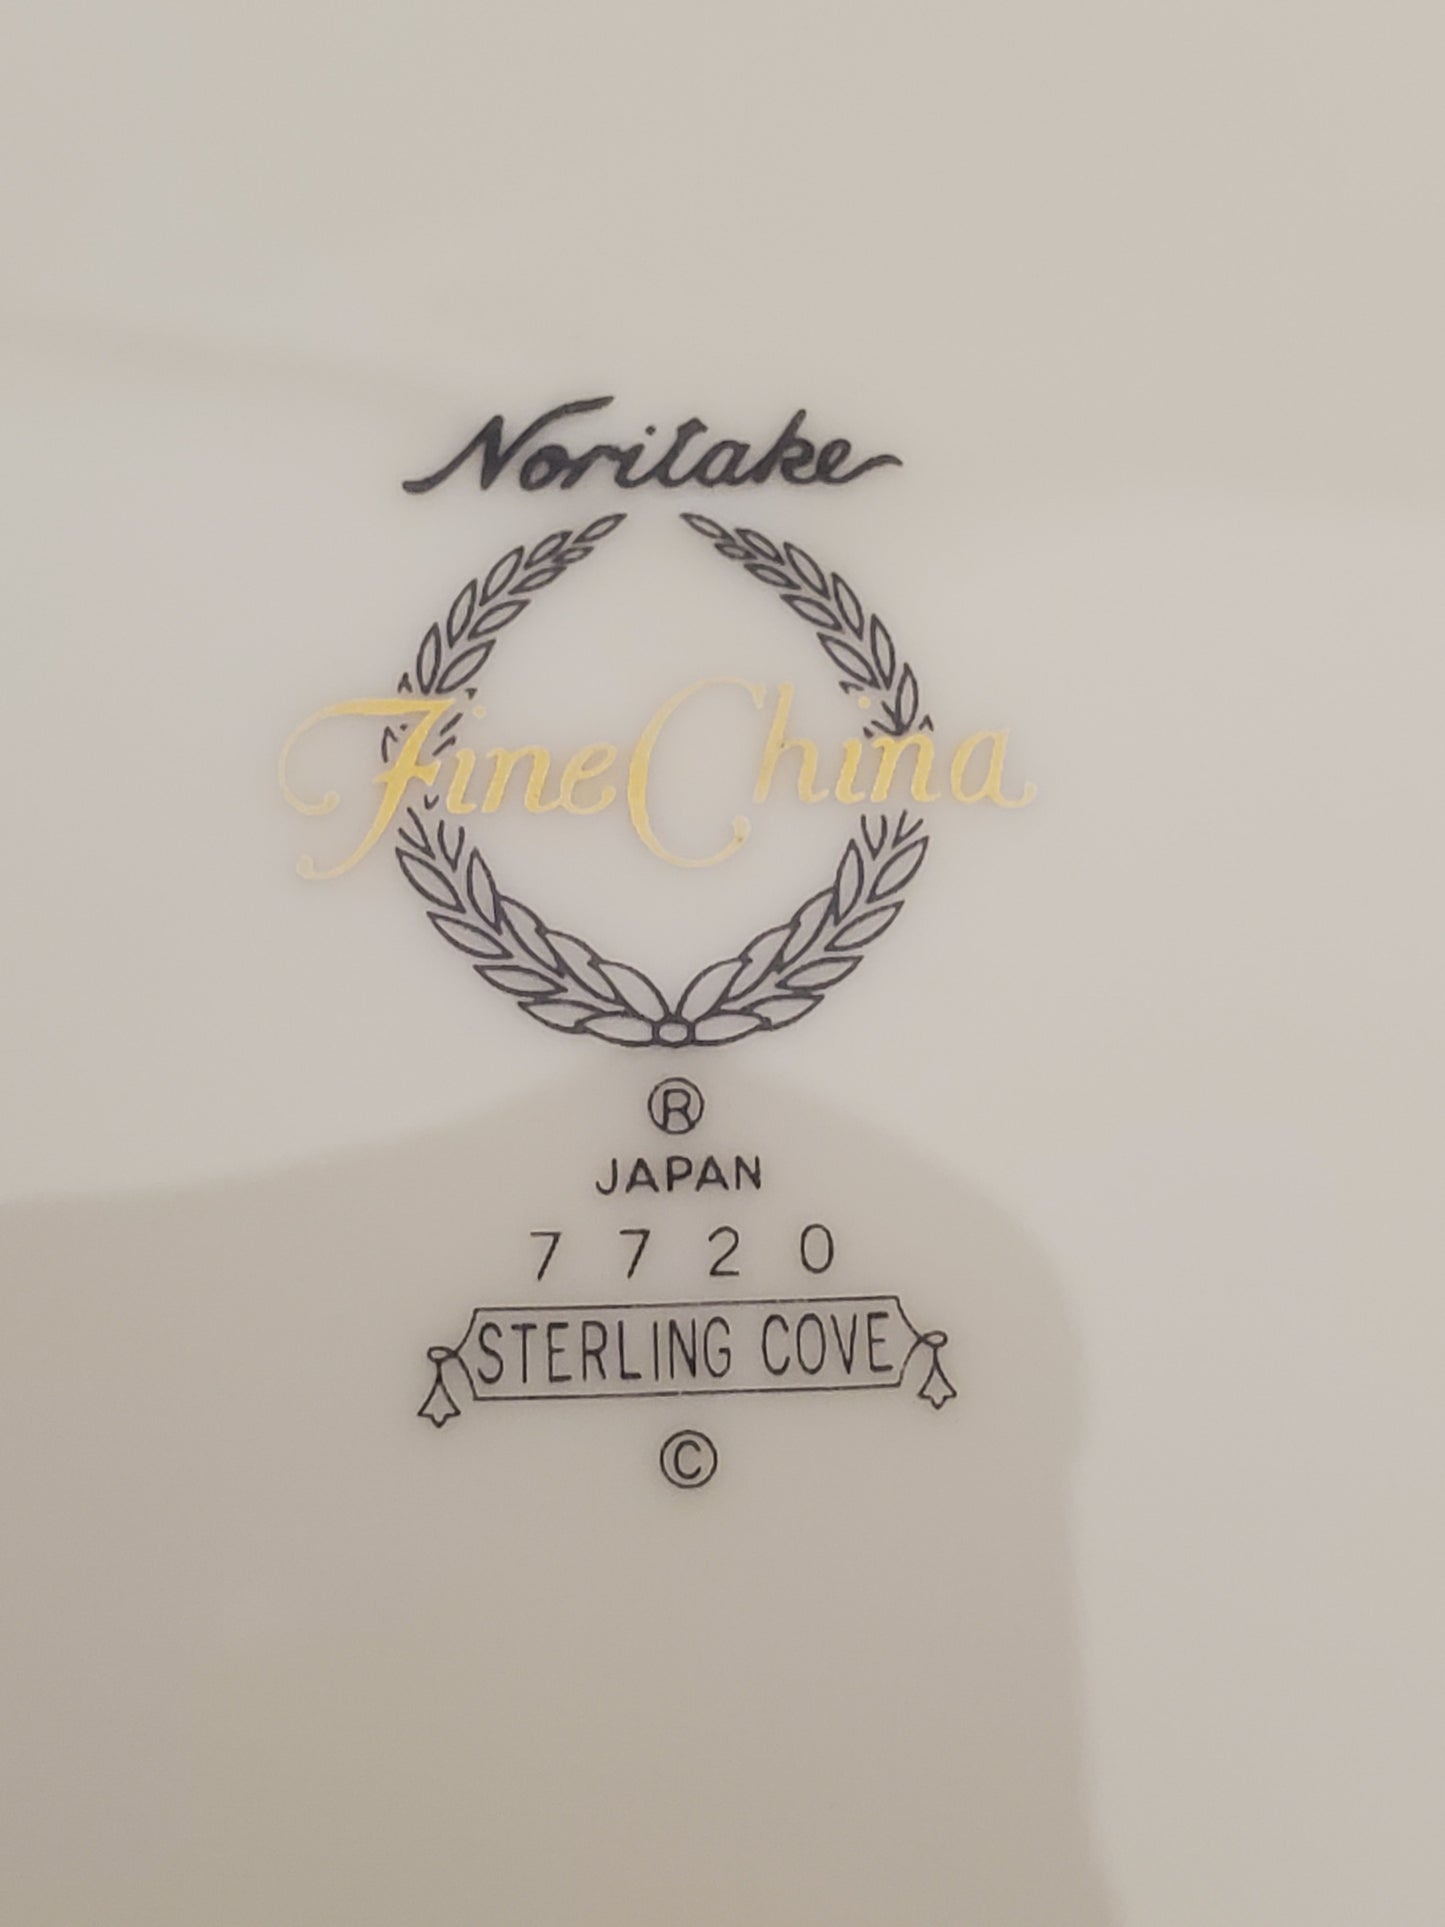 Noritake
Fine China
®
JAPAN
7720
STERLING COVE
©